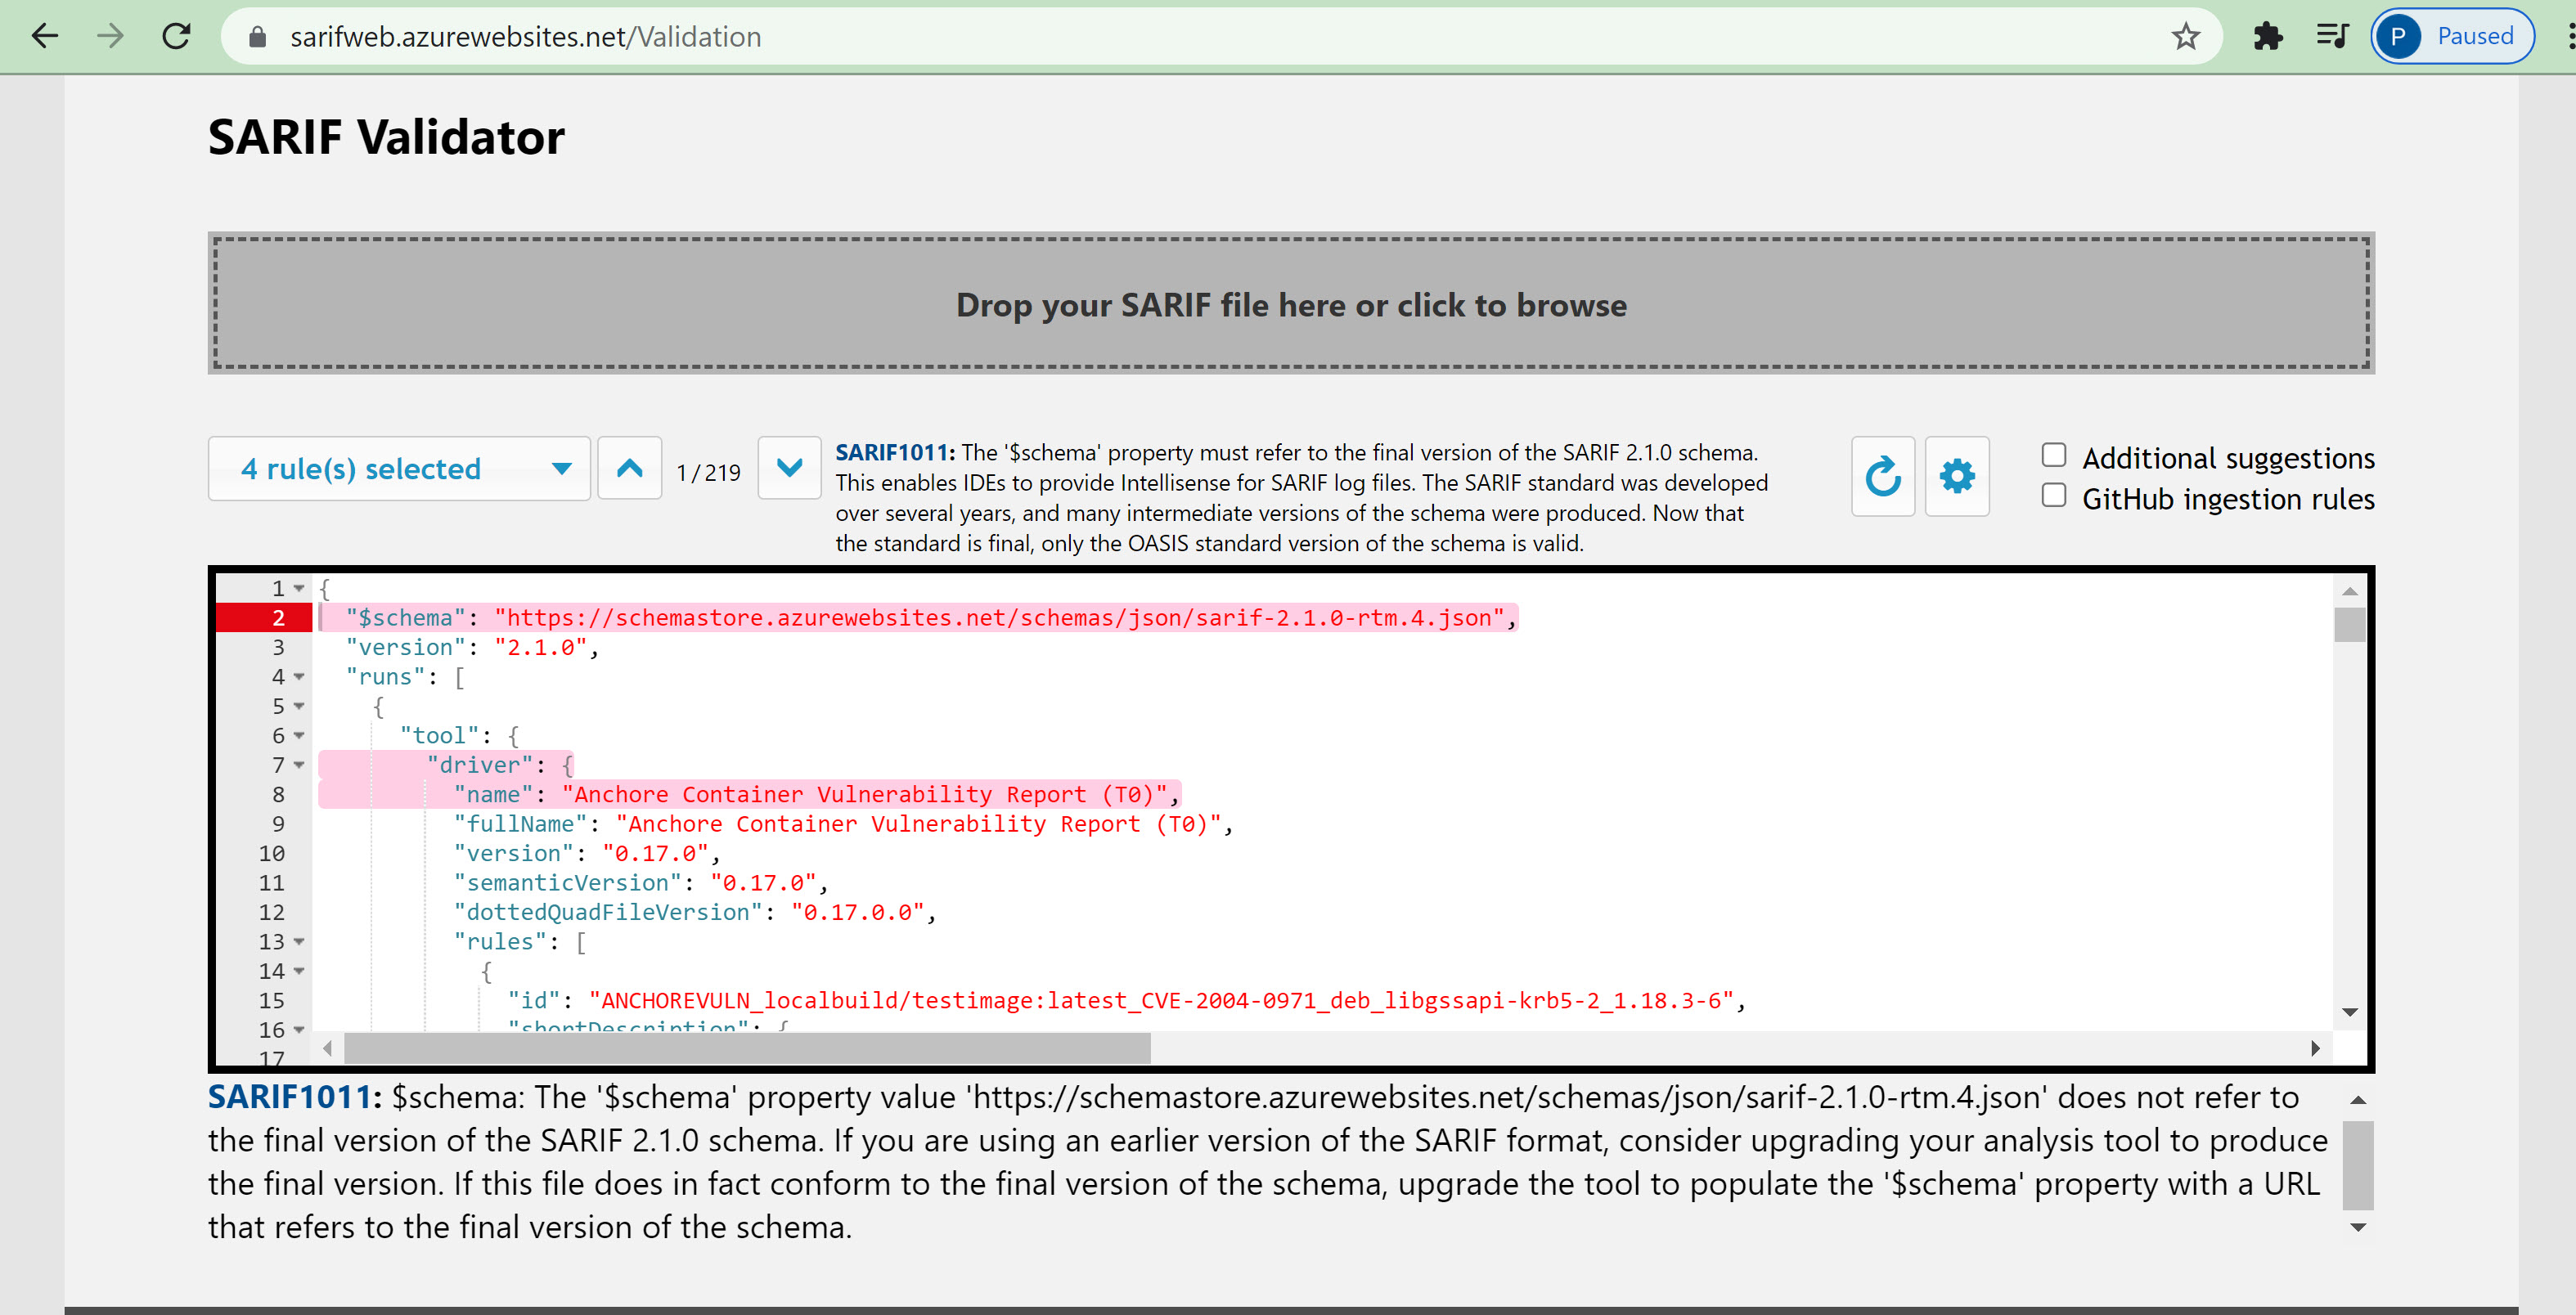 sarifweb.azurewebsites.net/Validation
P Paused
SARIF Validator
Drop your SARIF file here or click to browse
4 rule(s) selected
1 / 219
SARIF1011: The '$schema' property must refer to the final version of the SARIF 2.1.0 schema.
This enables IDEs to provide Intellisense for SARIF log files. The SARIF standard was developed
over several years, and many intermediate versions of the schema were produced. Now that
the standard is final, only the OASIS standard version of the schema is valid.
Additional suggestions
GitHub ingestion rules
1 {
2 "$schema": "https://schemastore.azurewebsites.net/schemas/json/sarif-2.1.0-rtm.4.json",
3 "version": "2.1.0",
4 "runs": [
5 {
6 "tool": {
7 "driver": {
8 "name": "Anchore Container Vulnerability Report (T0)",
9 "fullName": "Anchore Container Vulnerability Report (T0)",
10 "version": "0.17.0",
11 "semanticVersion": "0.17.0",
12 "dottedQuadFileVersion": "0.17.0.0",
13 "rules": [
14 {
15 "id": "ANCHOREVULN_localbuild/testimage:latest_CVE-2004-0971_deb_libgssapi-krb5-2_1.18.3-6",
16 "shortDescription": {
17
SARIF1011: $schema: The '$schema' property value 'https://schemastore.azurewebsites.net/schemas/json/sarif-2.1.0-rtm.4.json' does not refer to
the final version of the SARIF 2.1.0 schema. If you are using an earlier version of the SARIF format, consider upgrading your analysis tool to produce
the final version. If this file does in fact conform to the final version of the schema, upgrade the tool to populate the '$schema' property with a URL
that refers to the final version of the schema.